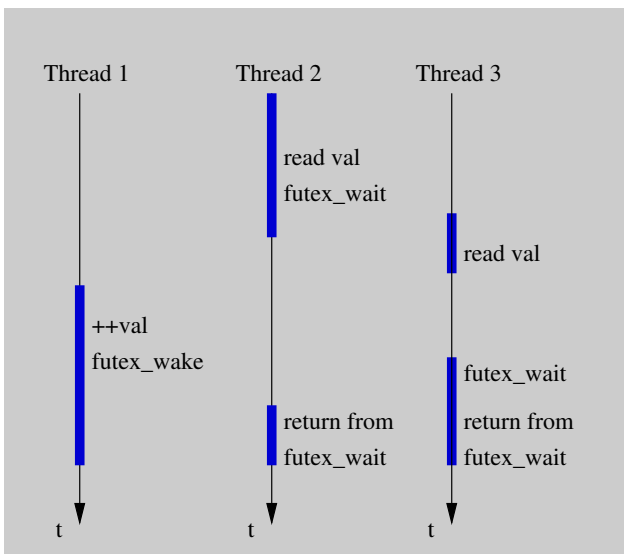 Thread 1
Thread 2
Thread 3
read val
futex_wait
read val
++val
futex_wake
futex_wait
return from
futex_wait
return from
futex_wait
t
t
t